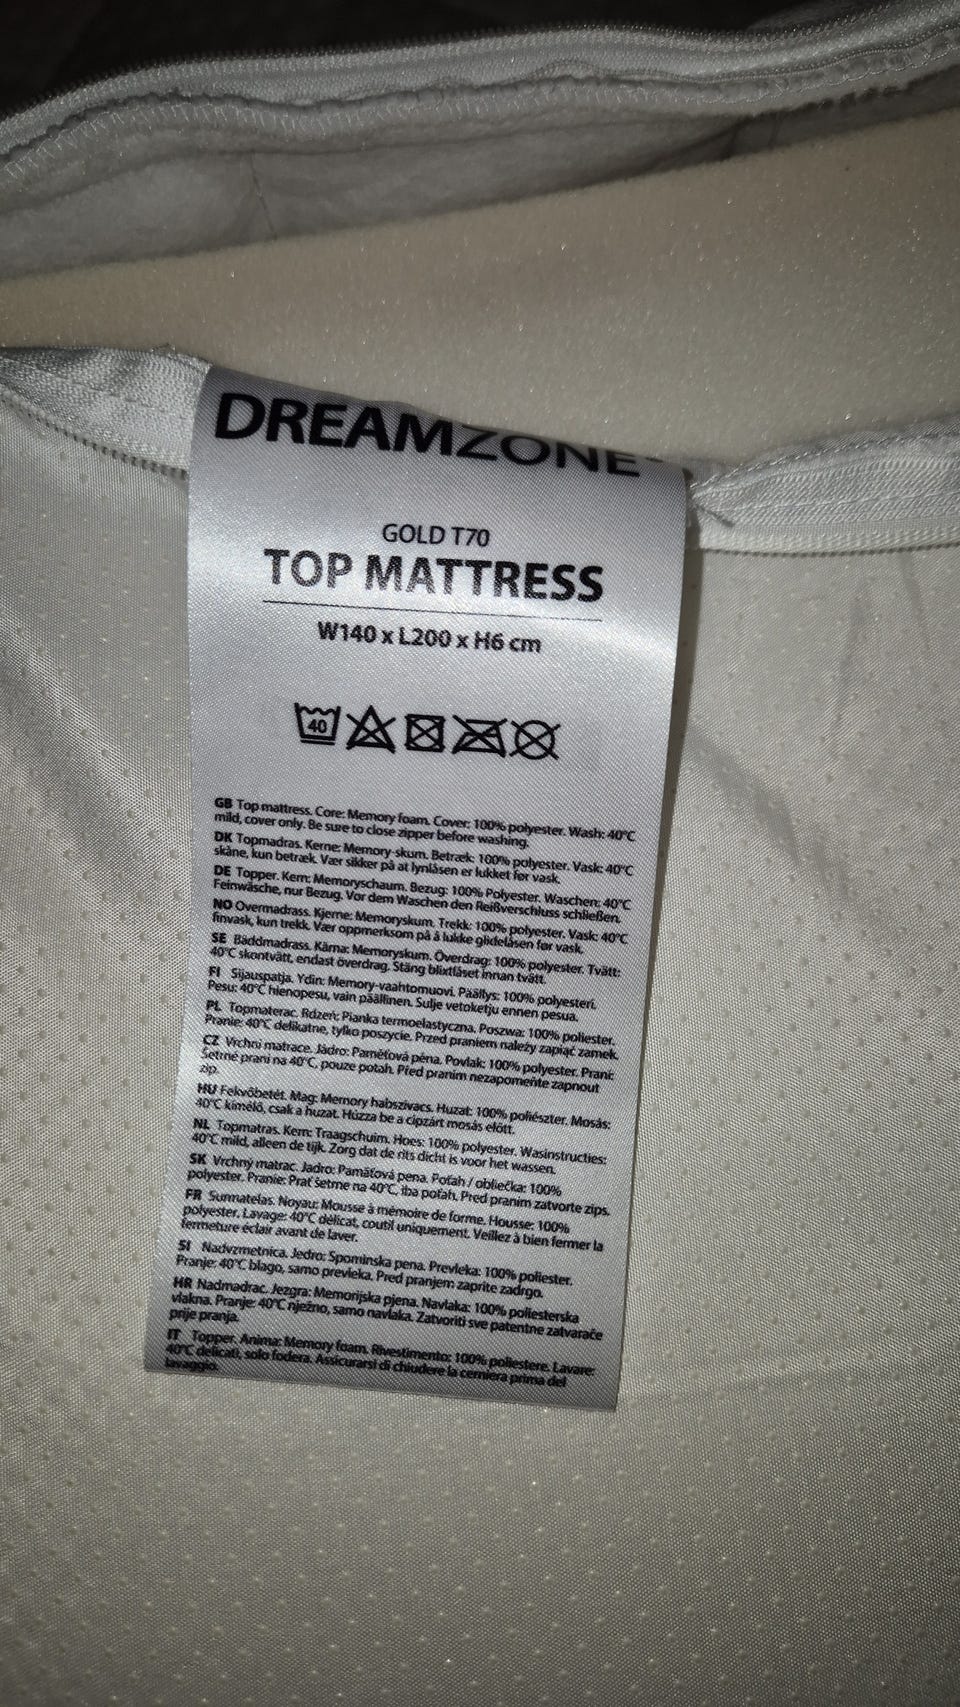 DREAMZONE
GOLD T70
TOP MATTRESS
W140 x L200 x H6 cm
40
GB Top mattress. Core: Memory foam. Cover: 100% polyester. Wash: 40°C
mild, cover only. Be sure to close zipper before washing.
DK Topmadras. Kerne: Memory-skum. Betræk: 100% polyester. Vask: 40°C
skåne, kun betræk. Vær sikker på at lynlåsen er lukket før vask.
DE Topper. Kern: Memoryschaum. Bezug: 100% Polyester. Waschen: 40°C
Feinwäsche, nur Bezug. Vor dem Waschen den Reißverschluss schließen.
NO Overmadrass. Kjerne: Memoryskum. Trekk: 100% polyester. Vask: 40°C
finvask, kun trekk. Vær oppmerksom på å lukke glidelåsen før vask.
SE Bäddmadrass. Kärna: Memoryskum. Överdrag: 100% polyester. Tvätt:
40°C skontvätt, endast överdrag. Stäng blixtlåset innan tvätt.
FI Sijauspatja. Ydin: Memory-vaahtomuovi. Päällys: 100% polyesteri.
Pesu: 40°C hienopesu, vain päällinen. Sulje vetoketju ennen pesua.
PL Topmaterac. Rdzeń: Pianka termoelastyczna. Poszwa: 100% poliester.
Pranie: 40°C delikatne, tylko poszycie. Przed praniem należy zapiąć zamek.
CZ Vrchní matrace. Jádro: Paměťová pěna. Povlak: 100% polyester. Praní:
Šetrné praní na 40°C, pouze potah. Před praním nezapomeňte zapnout
zip.
HU Fekvőbetét. Mag: Memory habszivacs. Huzat: 100% poliészter. Mosás:
40°C kímélő, csak a huzat. Húzza be a cipzárt mosás előtt.
NL Topmatras. Kern: Traagschuim. Hoes: 100% polyester. Wasinstructies:
40°C mild, alleen de tijk. Zorg dat de rits dicht is voor het wassen.
SK Vrchný matrac. Jadro: Pamäťová pena. Poťah / obliečka: 100%
polyester. Pranie: Prať šetrne na 40°C, iba poťah. Pred praním zatvorte zips.
FR Surmatelas. Noyau: Mousse à mémoire de forme. Housse: 100%
polyester. Lavage: 40°C délicat, coutil uniquement. Veillez à bien fermer la
fermeture éclair avant de laver.
SI Nadvzmetnica. Jedro: Spominska pena. Prevleka: 100% poliester.
Pranje: 40°C blago, samo prevleka. Pred pranjem zaprite zadrgo.
HR Nadmadrac. Jezgra: Memorijska pjena. Navlaka: 100% poliesterska
vlakna. Pranje: 40°C nježno, samo navlaka. Zatvoriti sve patentne zatvarače
prije pranja.
IT Topper. Anima: Memory foam. Rivestimento: 100% poliestere. Lavare:
40°C delicati, solo fodera. Assicurarsi di chiudere la cerniera prima del
lavaggio.